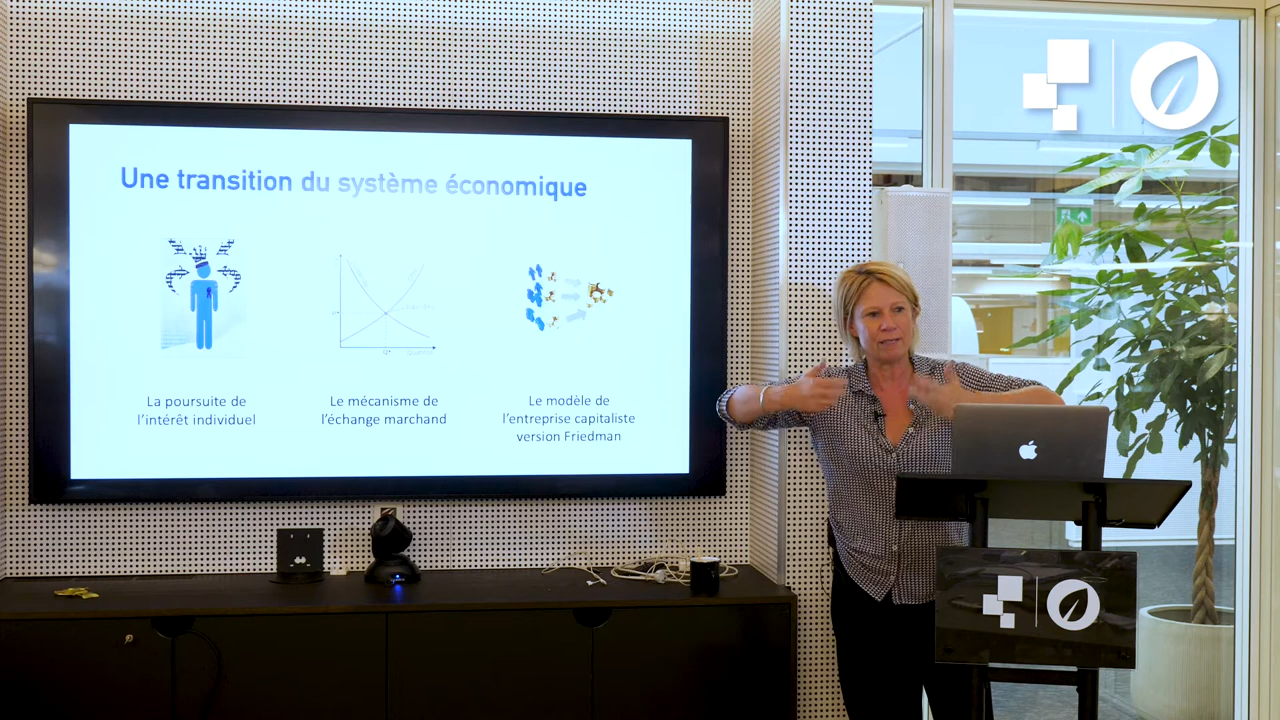 Une transition du système économique
La poursuite de
l'intérêt individuel
Le mécanisme de
l'échange marchand
Le modèle de
l'entreprise capitaliste
version Friedman